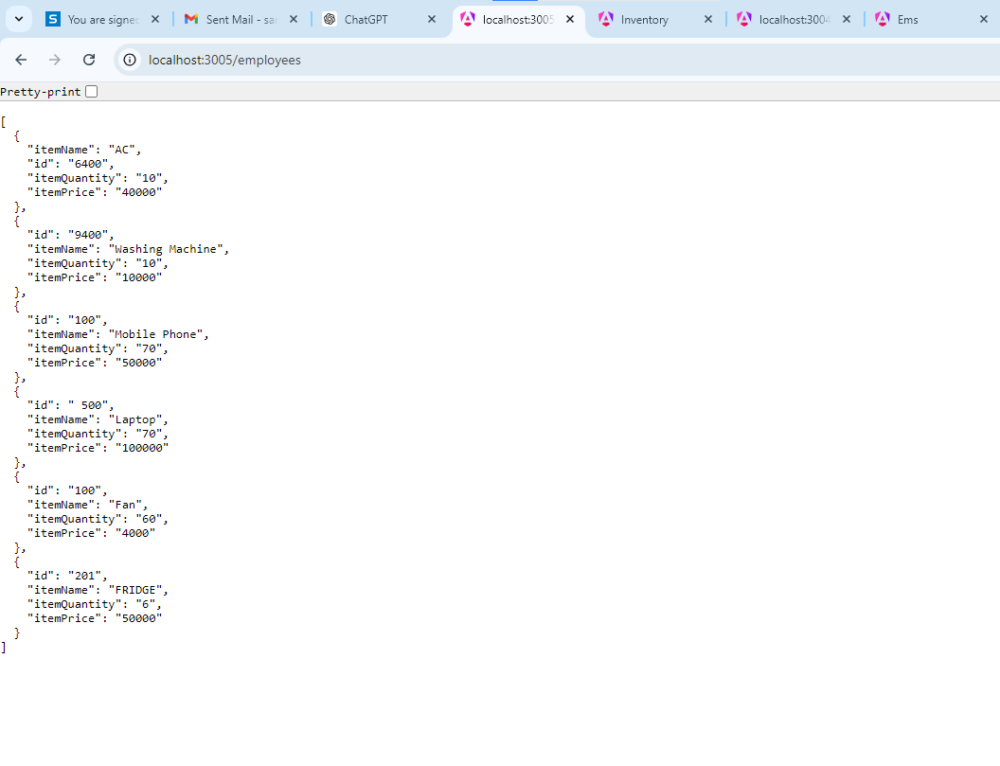 You are signe
Sent Mail - sa
ChatGPT
localhost:3005
Inventory
localhost:3004
Ems
localhost:3005/employees
Pretty-print
[
  {
    "itemName": "AC",
    "id": "6400",
    "itemQuantity": "10",
    "itemPrice": "40000"
  },
  {
    "id": "9400",
    "itemName": "Washing Machine",
    "itemQuantity": "10",
    "itemPrice": "10000"
  },
  {
    "id": "100",
    "itemName": "Mobile Phone",
    "itemQuantity": "70",
    "itemPrice": "50000"
  },
  {
    "id": " 500",
    "itemName": "Laptop",
    "itemQuantity": "70",
    "itemPrice": "100000"
  },
  {
    "id": "100",
    "itemName": "Fan",
    "itemQuantity": "60",
    "itemPrice": "4000"
  },
  {
    "id": "201",
    "itemName": "FRIDGE",
    "itemQuantity": "6",
    "itemPrice": "50000"
  }
]